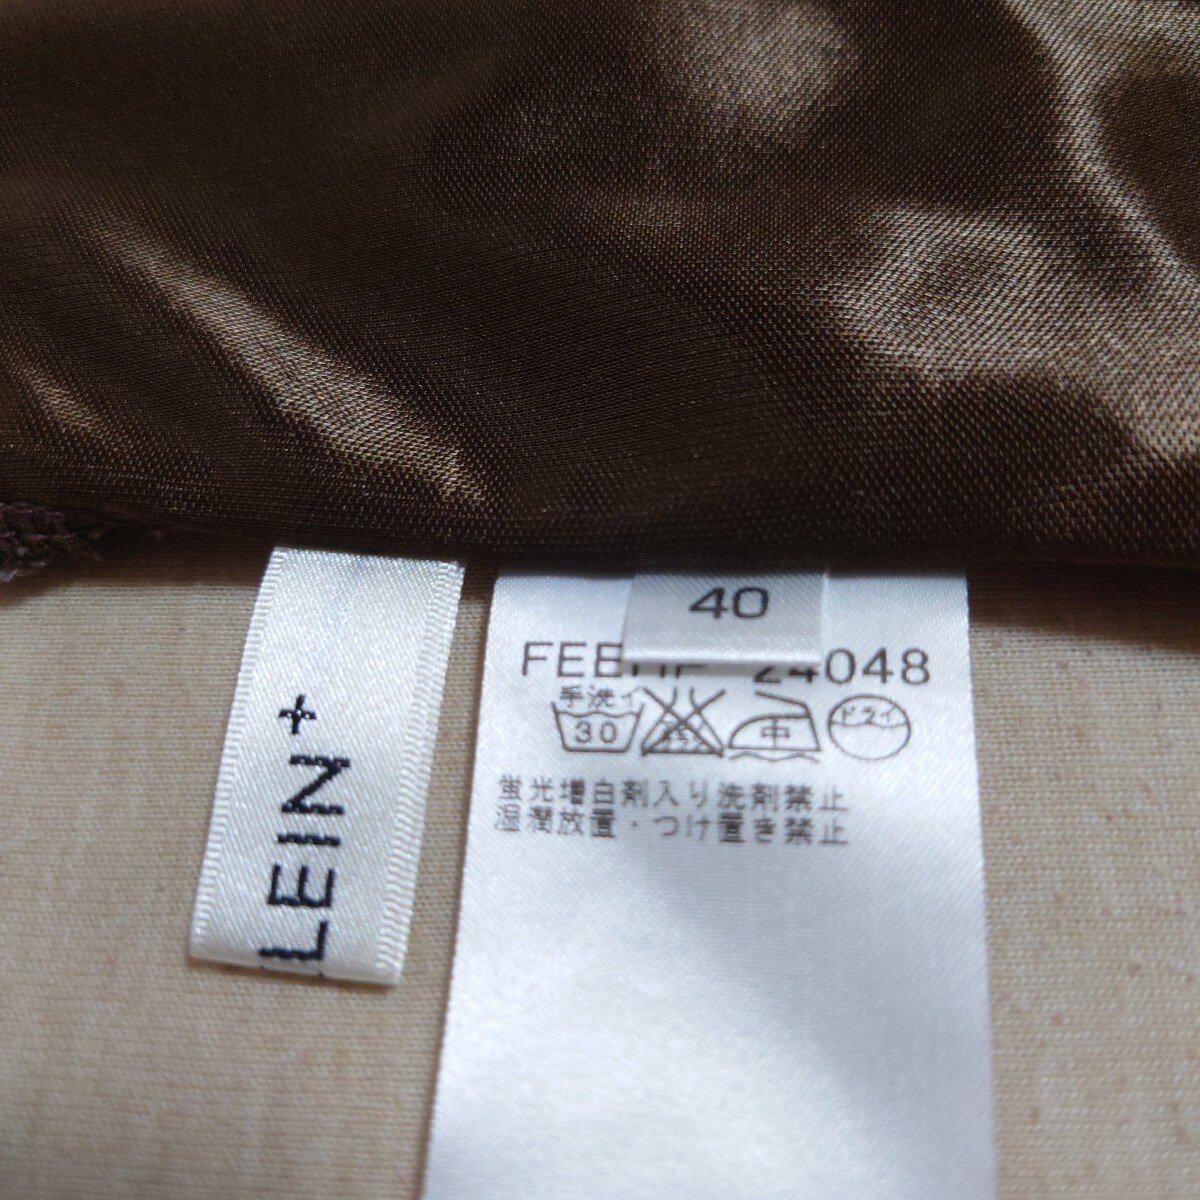 LEIN+
40
24048
手洗イ
30
中
ドライ
蛍光増白剤入り洗剤禁止
湿潤放置・つけ置き禁止